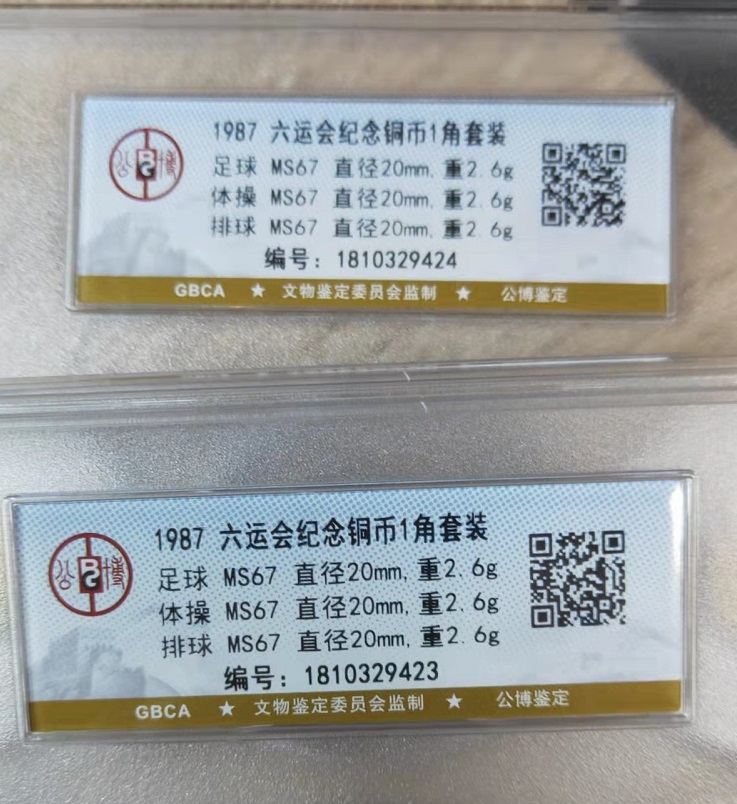 1987 六运会纪念铜币1角套装
足球 MS67 直径20mm,重2.6g
体操 MS67 直径20mm,重2.6g
排球 MS67 直径20mm,重2.6g
编号：1810329424
公 博
GBCA ★ 文物鉴定委员会监制 ★ 公博鉴定
1987 六运会纪念铜币1角套装
足球 MS67 直径20mm,重2.6g
体操 MS67 直径20mm,重2.6g
排球 MS67 直径20mm,重2.6g
编号：1810329423
公 博
GBCA ★ 文物鉴定委员会监制 ★ 公博鉴定